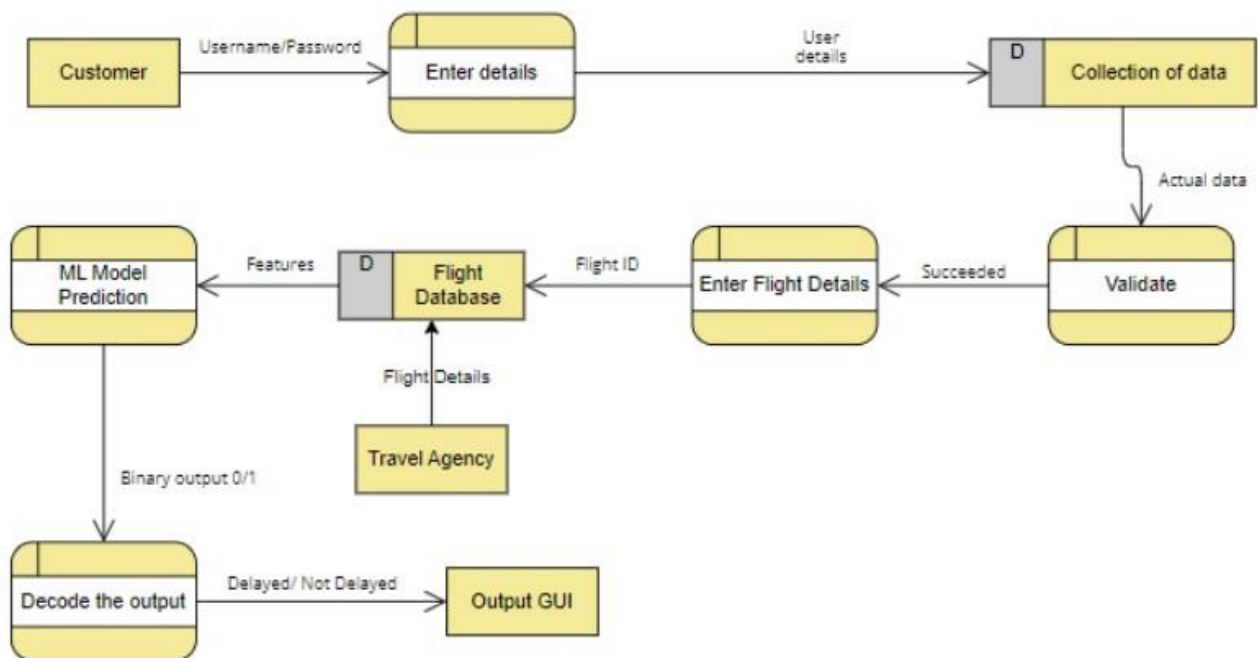 Customer
Username/Password
Enter details
User
details
D
Collection of data
Actual data
Validate
Succeeded
Enter Flight Details
Flight ID
D
Flight
Database
Features
ML Model
Prediction
Flight Details
Travel Agency
Binary output 0/1
Decode the output
Delayed/ Not Delayed
Output GUI